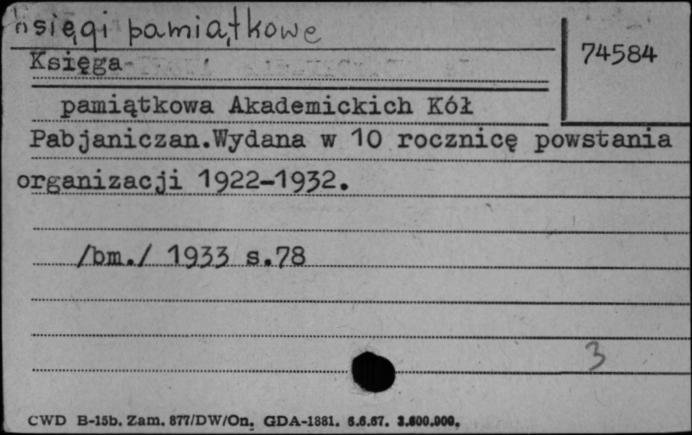 Księgi pamiątkowe
74584
Księga
pamiątkowa Akademickich Kół
Pabjaniczan.Wydana w 10 rocznicę powstania
organizacji 1922-1932.
/bm./ 1933 s.78
3
CWD B-15b. Zam. 877/DW/On. GDA-1881. 6.6.67. 3.600.000.